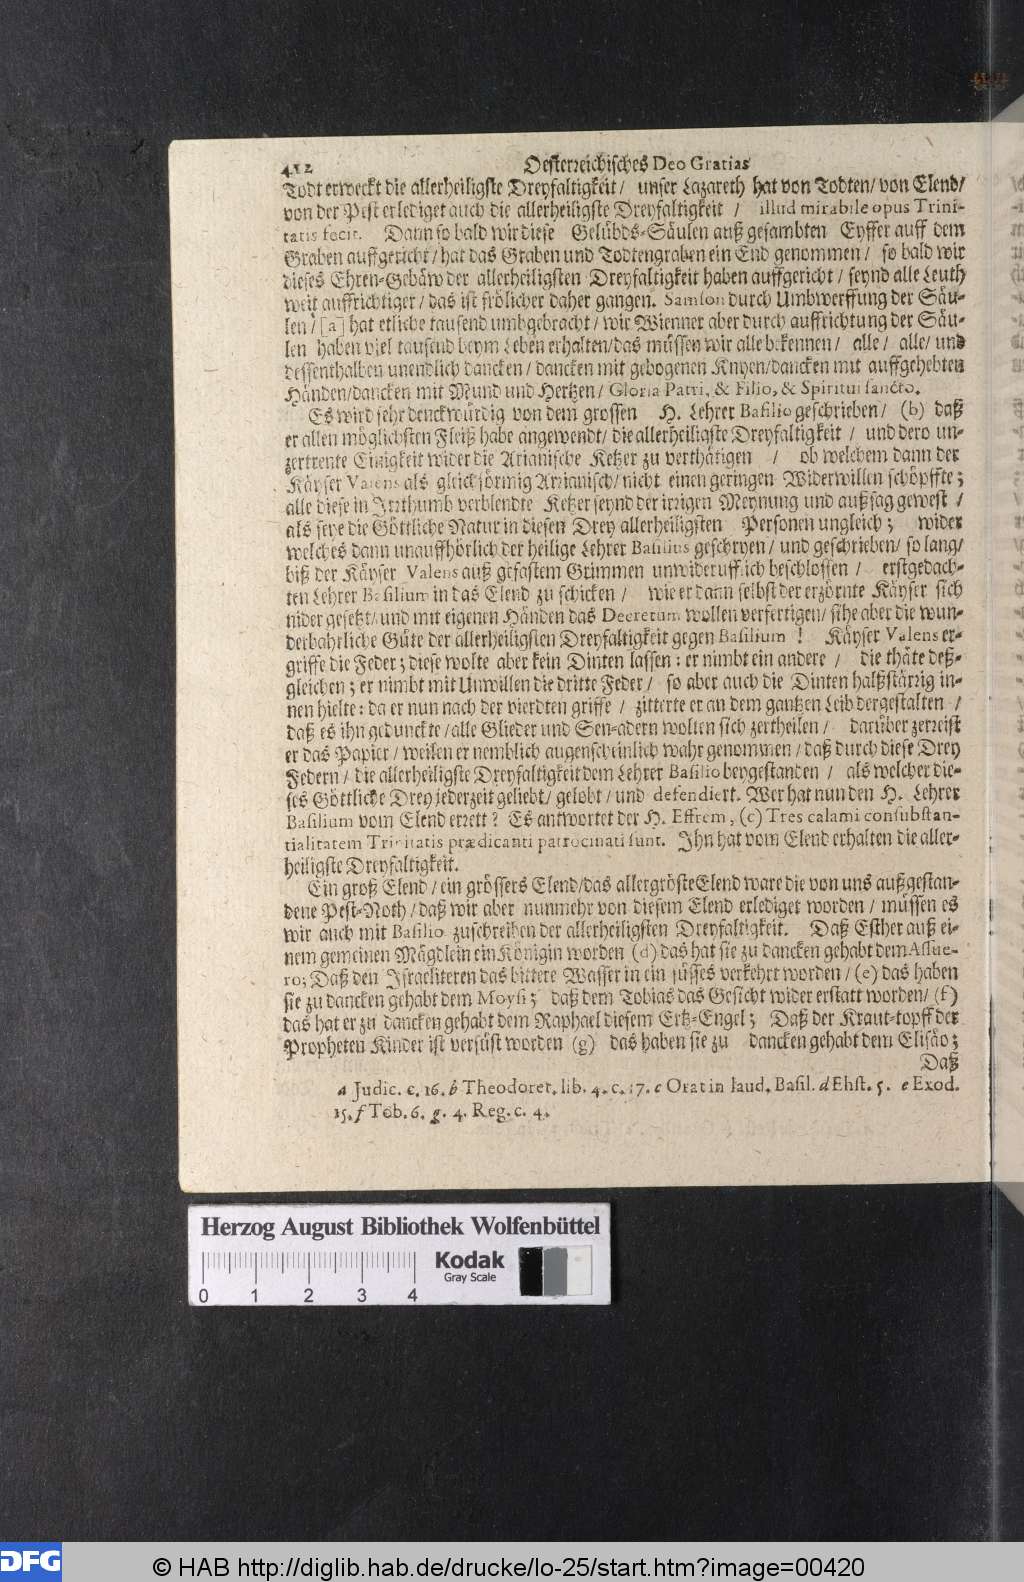 412 Oesterreichisches Deo Gratias
Todt erweckt die allerheiligste Dreyfaltigkeit / unser Lazareth hat von Todten/ von Elend/
von der Pest erlediget auch die allerheiligste Dreyfaltigkeit / illud mirabile opus Trini-
tatis fecit. Dann so bald wir diese Gelübds-Säulen auß gesambten Eyffer auff dem
Graben auffgericht / hat das Graben und Todtengraben ein End genommen / so bald wir
dieses Ehren-Gebäw der allerheiligsten Dreyfaltigkeit haben auffgericht / seynd alle Leuth
weit auffrichtiger / das ist frölicher daher gangen. Samson durch Umbwerffung der Säu-
len / [a] hat etliche tausend umbgebracht / wir Wienner aber durch auffrichtung der Säu-
len haben viel tausend beym Leben erhalten/das müssen wir alle bekennen / alle / alle/ und
dessenthalben unendlich dancken / dancken mit gebogenen Knyen/dancken mit auffgehebten
Händen/dancken mit Mund und Hertzen / Gloria Patri, & Filio, & Spiritui sancto.
Es wird sehr denckwürdig von dem grossen H. Lehrer Basilio geschrieben / (b) daß
er allen möglichsten Fleiß habe angewendt/ die allerheiligste Dreyfaltigkeit / und dero un-
zertrente Einigkeit wider die Arianische Ketzer zu verthätigen / ob welchem dann der
Käyser Valens als gleichförmig Arrianisch/ nicht einen geringen Widerwillen schöpffte;
alle diese in Irrthumb verblendte Ketzer seynd der irrigen Meynung und außsag gewest /
als seye die Göttliche Natur in diesen Drey allerheiligsten Personen ungleich; wider
welches dann unauffhörlich der heilige Lehrer Basilius geschryen / und geschrieben/ so lang/
biß der Käyser Valens auß gefastem Grimmen unwideruff.ich beschlossen / erstgedach-
ten Lehrer Basilium in das Elend zu schicken / wie er dann selbst der erzörnte Käyser sich
nider gesetzt/ und mit eigenen Händen das Decretum wollen verfertigen/ sihe aber die wun-
derbahrliche Güte der allerheiligsten Dreyfaltigkeit gegen Basilium ! Käyser Valens er-
griffe die Feder; diese wolte aber kein Dinten lassen: er nimbt ein andere / die thäte deß-
gleichen; er nimbt mit Unwillen die dritte Feder / so aber auch die Dinten halßstärzig in-
nen hielte: da er nun nach der vierdten griffe / zitterte er an dem gantzen Leib dergestalten /
daß es ihn gedunckte / alle Glieder und Sen-adern wolten sich zertheilen / darüber zerreist
er das Papier / weilen er nemblich augenscheinlich wahr genommen / daß durch diese Drey
Federn / die allerheiligste Dreyfaltigkeit dem Lehrer Basilio beygestanden / als welcher die-
ses Göttliche Drey jederzeit geliebt/ gelobt / und defendiert. Wer hat nun den H. Lehrer
Basilium vom Elend errett? Es antwortet der H. Effrem, (c) Tres calami consubstan-
tialitatem Trinitatis prædicanti patrocinati sunt. Ihn hat vom Elend erhalten die aller-
heiligste Dreyfaltigkeit.
Ein groß Elend / ein grössers Elend/das allergröste Elend ware die von uns außgestan-
dene Pest-Noth / daß wir aber nunmehr von diesem Elend erlediget worden / müssen es
wir auch mit Basilio zuschreiben der allerheiligsten Dreyfaltigkeit. Daß Esther auß ei-
nem gemeinen Mägdlein ein Königin worden (d) das hat sie zu dancken gehabt dem Assue-
ro; Daß den Israeliteren das bittere Wasser in ein süsses verkehrt worden / (e) das haben
sie zu dancken gehabt dem Moysi; daß dem Tobias das Gesicht wider erstatt worden/ (f)
das hat er zu dancken gehabt dem Raphael diesem Ertz-Engel; Daß der Kraut-topff der
Propheten Kinder ist versüst worden (g) das haben sie zu dancken gehabt dem Elisäo;
Daß
a Judic. c. 16. b Theodoret. lib. 4. c. 17. c Orat in laud. Basil. d Ehst. 5. e Exod.
15. f Tob. 6. g. 4. Reg. c. 4.
Herzog August Bibliothek Wolfenbüttel
Kodak
Gray Scale
0 1 2 3 4
DFG
© HAB http://diglib.hab.de/drucke/lo-25/start.htm?image=00420